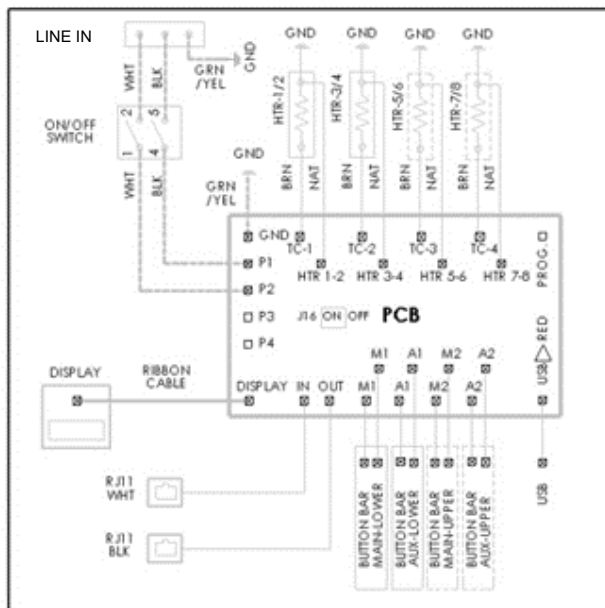 LINE IN
WHT
BLK
GRN
/YEL
GND
2
5
ON/OFF
SWITCH
1
4
WHT
BLK
GRN
/YEL
GND
GND
GND
GND
GND
HTR-1/2
HTR-3/4
HTR-5/6
HTR-7/8
BRN
NAT
BRN
NAT
BRN
NAT
BRN
NAT
GND
TC-1
TC-2
TC-3
TC-4
P1
HTR 1-2
HTR 3-4
HTR 5-6
HTR 7-8
PROG.
P2
P3
J16 ON OFF
PCB
P4
RED
USB
M1
A1
M2
A2
DISPLAY
RIBBON
CABLE
DISPLAY
IN
OUT
M1
A1
M2
A2
RJ11
WHT
RJ11
BLK
BUTTON BAR
MAIN-LOWER
BUTTON BAR
AUX-LOWER
BUTTON BAR
MAIN-UPPER
BUTTON BAR
AUX-UPPER
USB